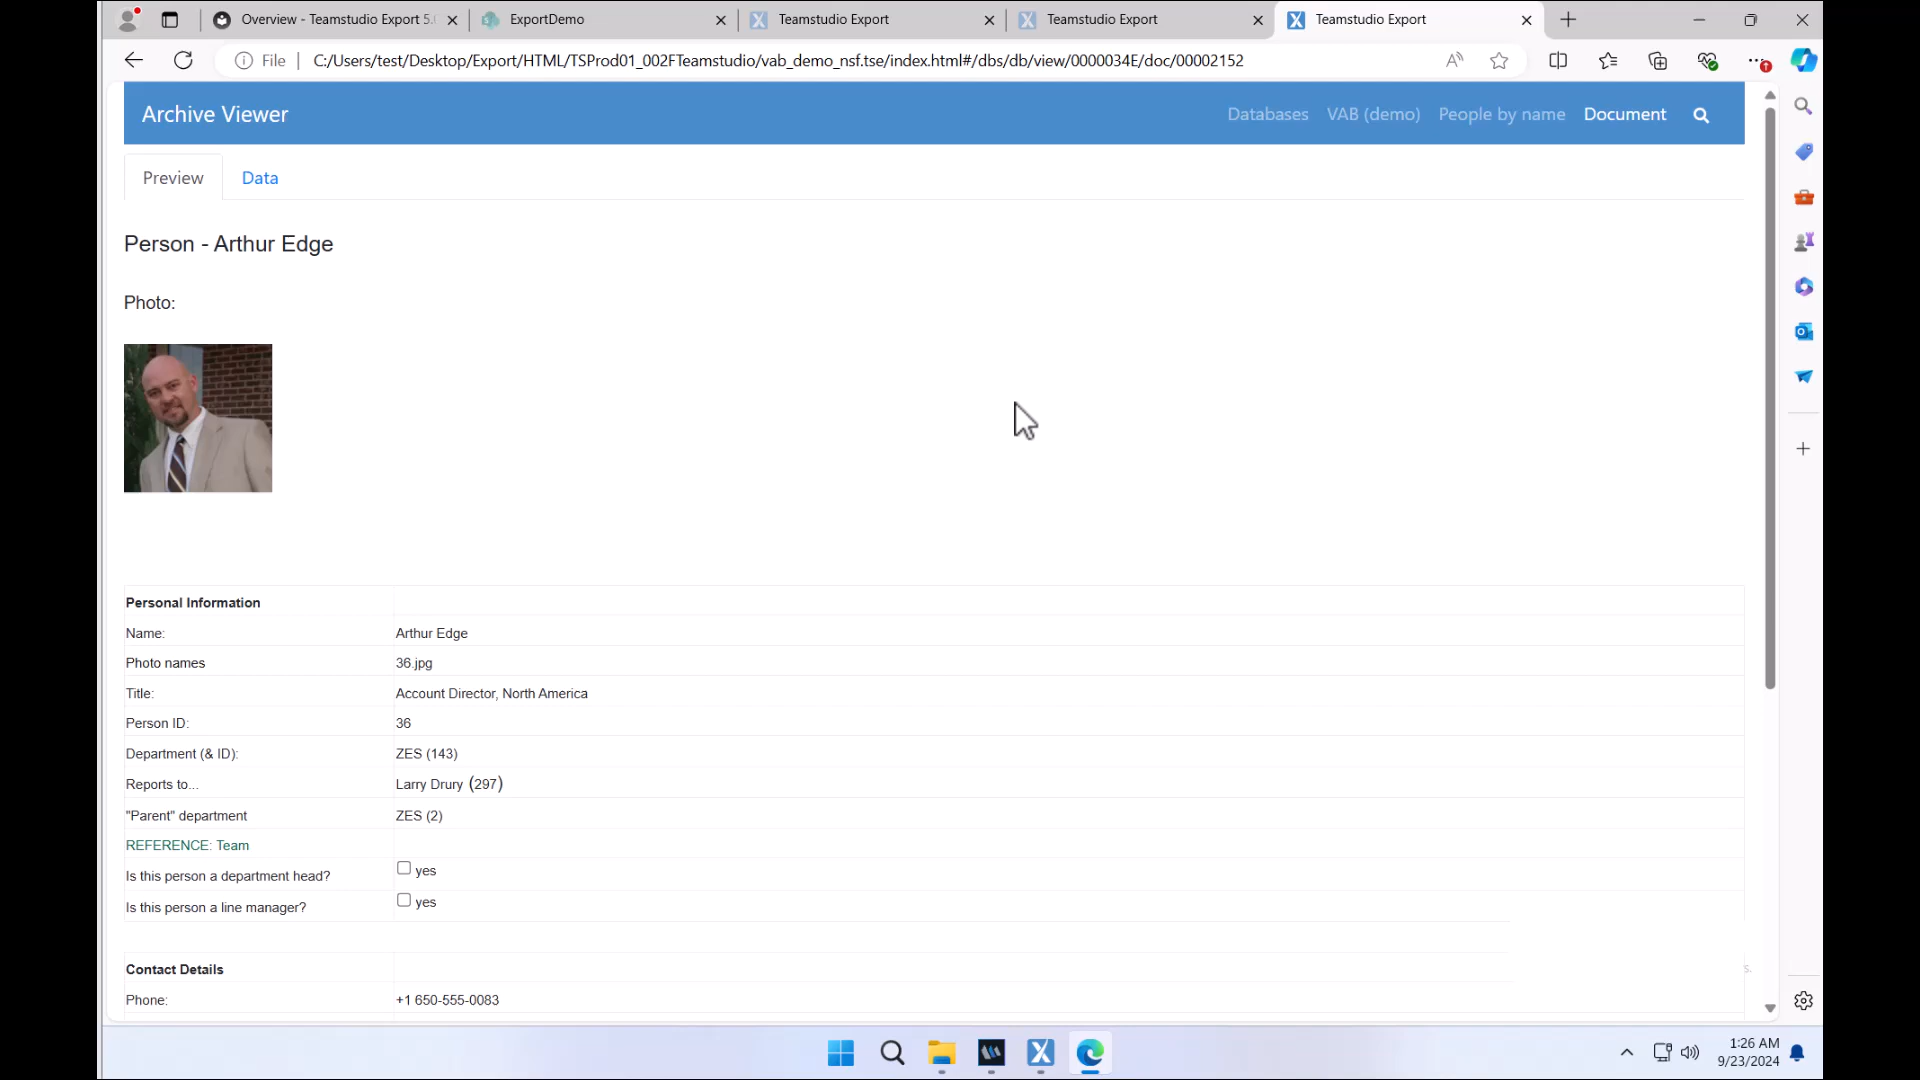 Overview - Teamstudio Export 5.
ExportDemo
Teamstudio Export
Teamstudio Export
Teamstudio Export
File
C:/Users/test/Desktop/Export/HTML/TSProd01_002FTeamstudio/vab_demo_nsf.tse/index.html#/dbs/db/view/0000034E/doc/00002152
Archive Viewer
Databases VAB (demo) People by name Document
Preview Data
Person - Arthur Edge
Photo:
Personal Information
Name: Arthur Edge
Photo names 36.jpg
Title: Account Director, North America
Person ID: 36
Department (& ID): ZES (143)
Reports to... Larry Drury (297)
"Parent" department ZES (2)
REFERENCE: Team
Is this person a department head? yes
Is this person a line manager? yes
Contact Details
Phone: +1 650-555-0083
1:26 AM
9/23/2024